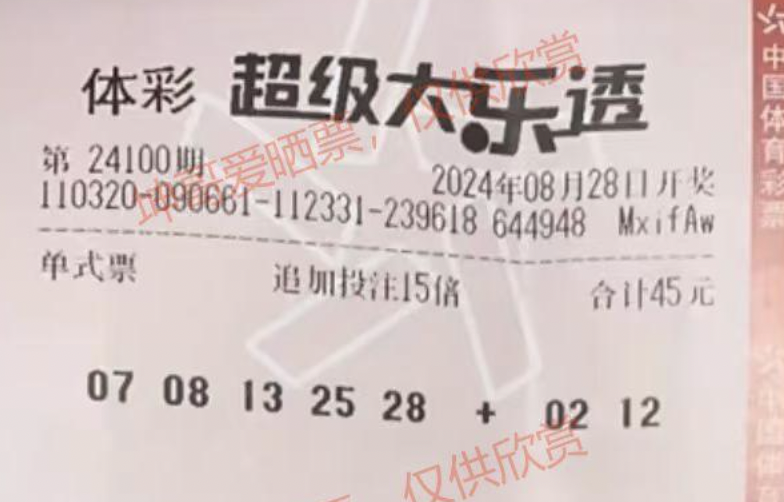 体彩 超级大乐透
第 24100期
2024年08月28日开奖
110320-090661-112331-239618 644948 MxifAw
单式票 追加投注15倍 合计45元
07 08 13 25 28 + 02 12
坤哥爱晒票，仅供欣赏
仅供欣赏
中国体育彩票